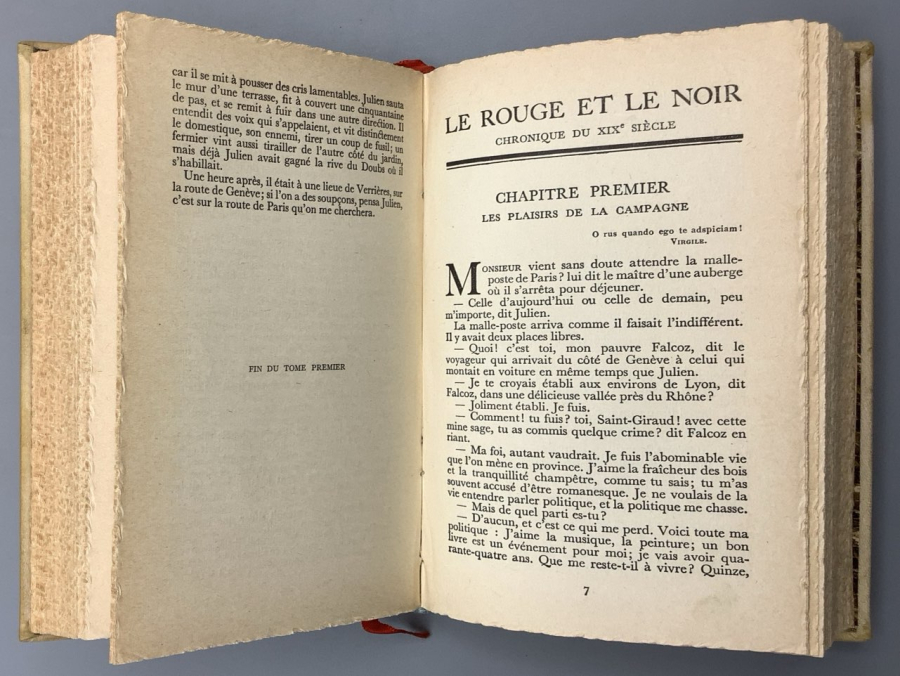 car il se mit à pousser des cris lamentables. Julien sauta
le mur d'une terrasse, fit à couvert une cinquantaine
de pas, et se remit à fuir dans une autre direction. Il
entendit des voix qui s'appelaient, et vit distinctement
le domestique, son ennemi, tirer un coup de fusil; un
fermier vint aussi tirailler de l'autre côté du jardin,
mais déjà Julien avait gagné la rive du Doubs où il
s'habillait.
Une heure après, il était à une lieue de Verrières, sur
la route de Genève; si l'on a des soupçons, pensa Julien,
c'est sur la route de Paris qu'on me cherchera.
FIN DU TOME PREMIER
LE ROUGE ET LE NOIR
CHRONIQUE DU XIXe SIÈCLE
CHAPITRE PREMIER
LES PLAISIRS DE LA CAMPAGNE
O rus quando ego te adspiciam!
VIRGILE.
MONSIEUR vient sans doute attendre la malle-
poste de Paris? lui dit le maître d'une auberge
où il s'arrêta pour déjeuner.
— Celle d'aujourd'hui ou celle de demain, peu
m'importe, dit Julien.
La malle-poste arriva comme il faisait l'indifférent.
Il y avait deux places libres.
— Quoi! c'est toi, mon pauvre Falcoz, dit le
voyageur qui arrivait du côté de Genève à celui qui
montait en voiture en même temps que Julien.
— Je te croyais établi aux environs de Lyon, dit
Falcoz, dans une délicieuse vallée près du Rhône?
— Joliment établi. Je fuis.
— Comment! tu fuis? toi, Saint-Giraud! avec cette
mine sage, tu as commis quelque crime? dit Falcoz en
riant.
— Ma foi, autant vaudrait. Je fuis l'abominable vie
que l'on mène en province. J'aime la fraîcheur des bois
et la tranquillité champêtre, comme tu sais; tu m'as
souvent accusé d'être romanesque. Je ne voulais de la
vie entendre parler politique, et la politique me chasse.
— Mais de quel parti es-tu?
— D'aucun, et c'est ce qui me perd. Voici toute ma
politique : J'aime la musique, la peinture; un bon
livre est un événement pour moi; je vais avoir qua-
rante-quatre ans. Que me reste-t-il à vivre? Quinze,
7